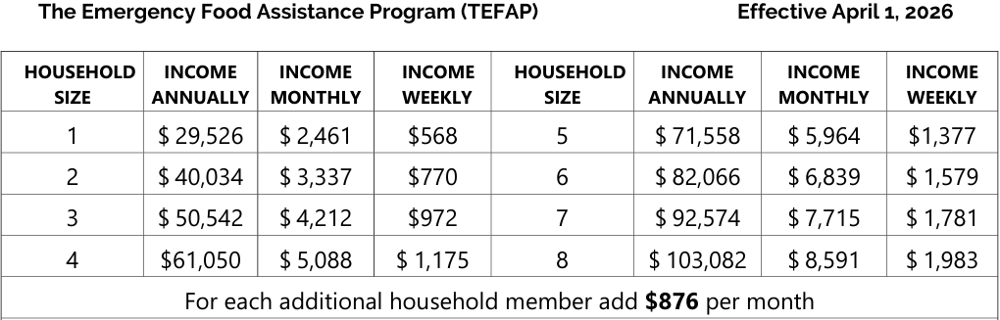 The Emergency Food Assistance Program (TEFAP) Effective April 1, 2026
HOUSEHOLD SIZE INCOME ANNUALLY INCOME MONTHLY INCOME WEEKLY HOUSEHOLD SIZE INCOME ANNUALLY INCOME MONTHLY INCOME WEEKLY
1 $ 29,526 $ 2,461 $568 5 $ 71,558 $ 5,964 $1,377
2 $ 40,034 $ 3,337 $770 6 $ 82,066 $ 6,839 $ 1,579
3 $ 50,542 $ 4,212 $972 7 $ 92,574 $ 7,715 $ 1,781
4 $61,050 $ 5,088 $ 1,175 8 $ 103,082 $ 8,591 $ 1,983
For each additional household member add $876 per month